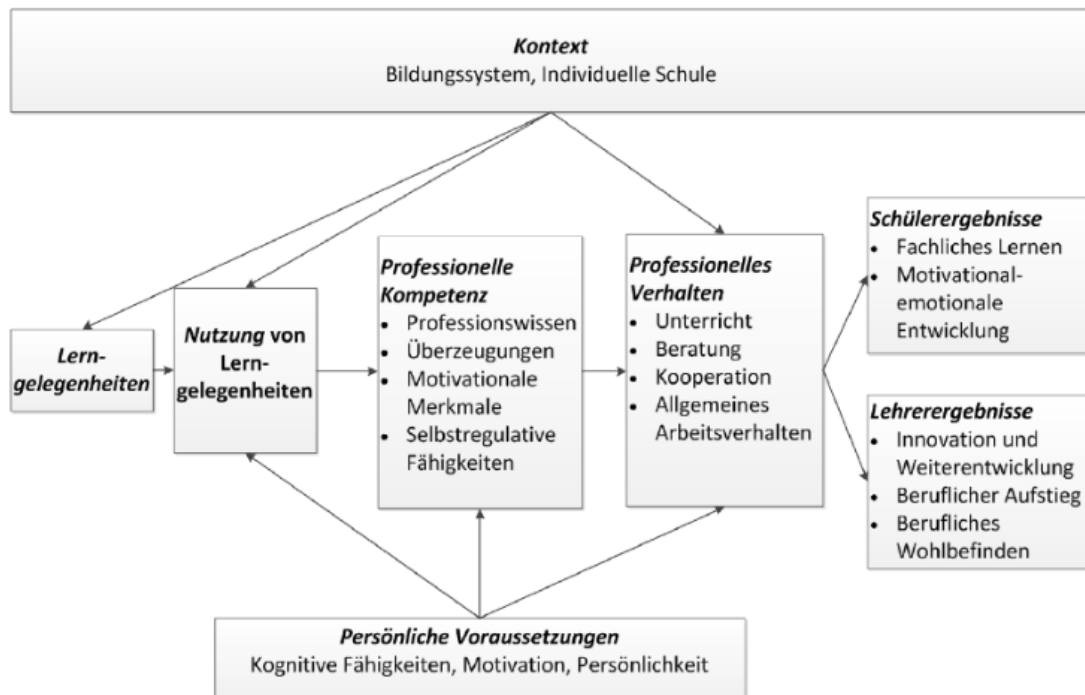 Kontext
Bildungssystem, Individuelle Schule
Lern-
gelegenheiten
Nutzung von
Lern-
gelegenheiten
Professionelle
Kompetenz
• Professionswissen
• Überzeugungen
• Motivationale
Merkmale
• Selbstregulative
Fähigkeiten
Professionelles
Verhalten
• Unterricht
• Beratung
• Kooperation
• Allgemeines
Arbeitsverhalten
Schülerergebnisse
• Fachliches Lernen
• Motivational-
emotionale
Entwicklung
Lehrerergebnisse
• Innovation und
Weiterentwicklung
• Beruflicher Aufstieg
• Berufliches
Wohlbefinden
Persönliche Voraussetzungen
Kognitive Fähigkeiten, Motivation, Persönlichkeit